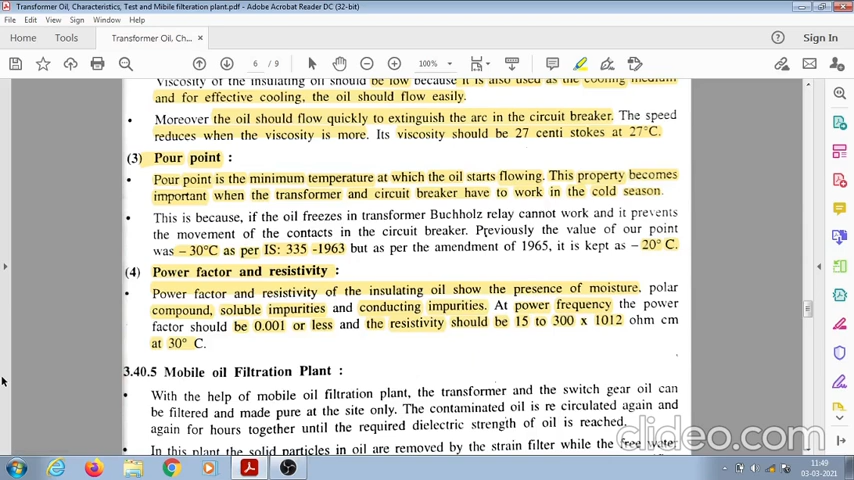 Transformer Oil, Characteristics, Test and Mibile filteration plant.pdf - Adobe Acrobat Reader DC (32-bit)
File Edit View Sign Window Help
Home Tools Transformer Oil, Ch... × Sign In
6 / 9 100%
Viscosity of the insulating oil should be low because it is also used as the cooling medium
and for effective cooling, the oil should flow easily.
• Moreover the oil should flow quickly to extinguish the arc in the circuit breaker. The speed
reduces when the viscosity is more. Its viscosity should be 27 centi stokes at 27°C.
(3) Pour point :
• Pour point is the minimum temperature at which the oil starts flowing. This property becomes
important when the transformer and circuit breaker have to work in the cold season.
• This is because, if the oil freezes in transformer Buchholz relay cannot work and it prevents
the movement of the contacts in the circuit breaker. Previously the value of our point
was – 30°C as per IS: 335 -1963 but as per the amendment of 1965, it is kept as – 20° C.
(4) Power factor and resistivity :
• Power factor and resistivity of the insulating oil show the presence of moisture, polar
compound, soluble impurities and conducting impurities. At power frequency the power
factor should be 0.001 or less and the resistivity should be 15 to 300 x 1012 ohm cm
at 30° C.
3.40.5 Mobile oil Filtration Plant :
• With the help of mobile oil filtration plant, the transformer and the switch gear oil can
be filtered and made pure at the site only. The contaminated oil is re circulated again and
again for hours together until the required dielectric strength of oil is reached.
• In this plant the solid particles in oil are removed by the strain filter while the free water
clideo.com
11:49
03-03-2021